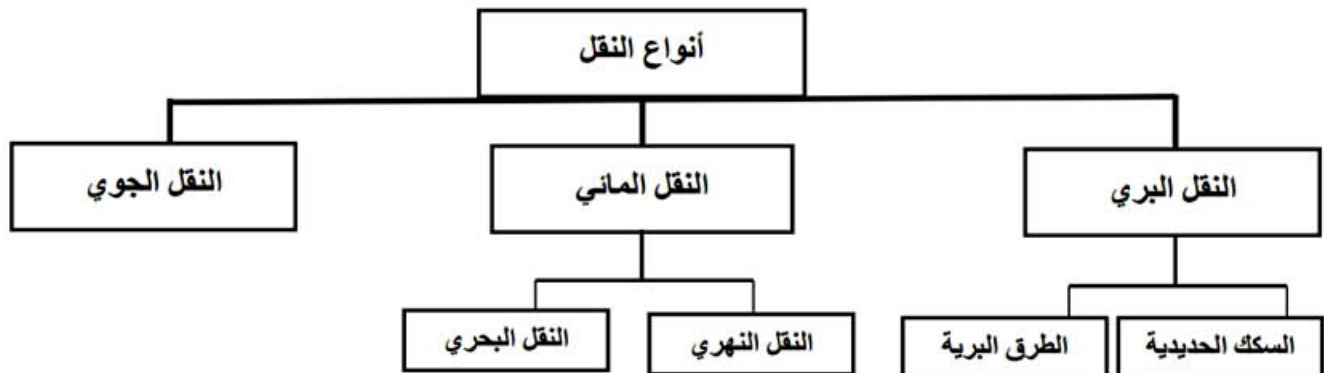 أنواع النقل
النقل البري
النقل المائي
النقل الجوي
السكك الحديدية
الطرق البرية
النقل النهري
النقل البحري